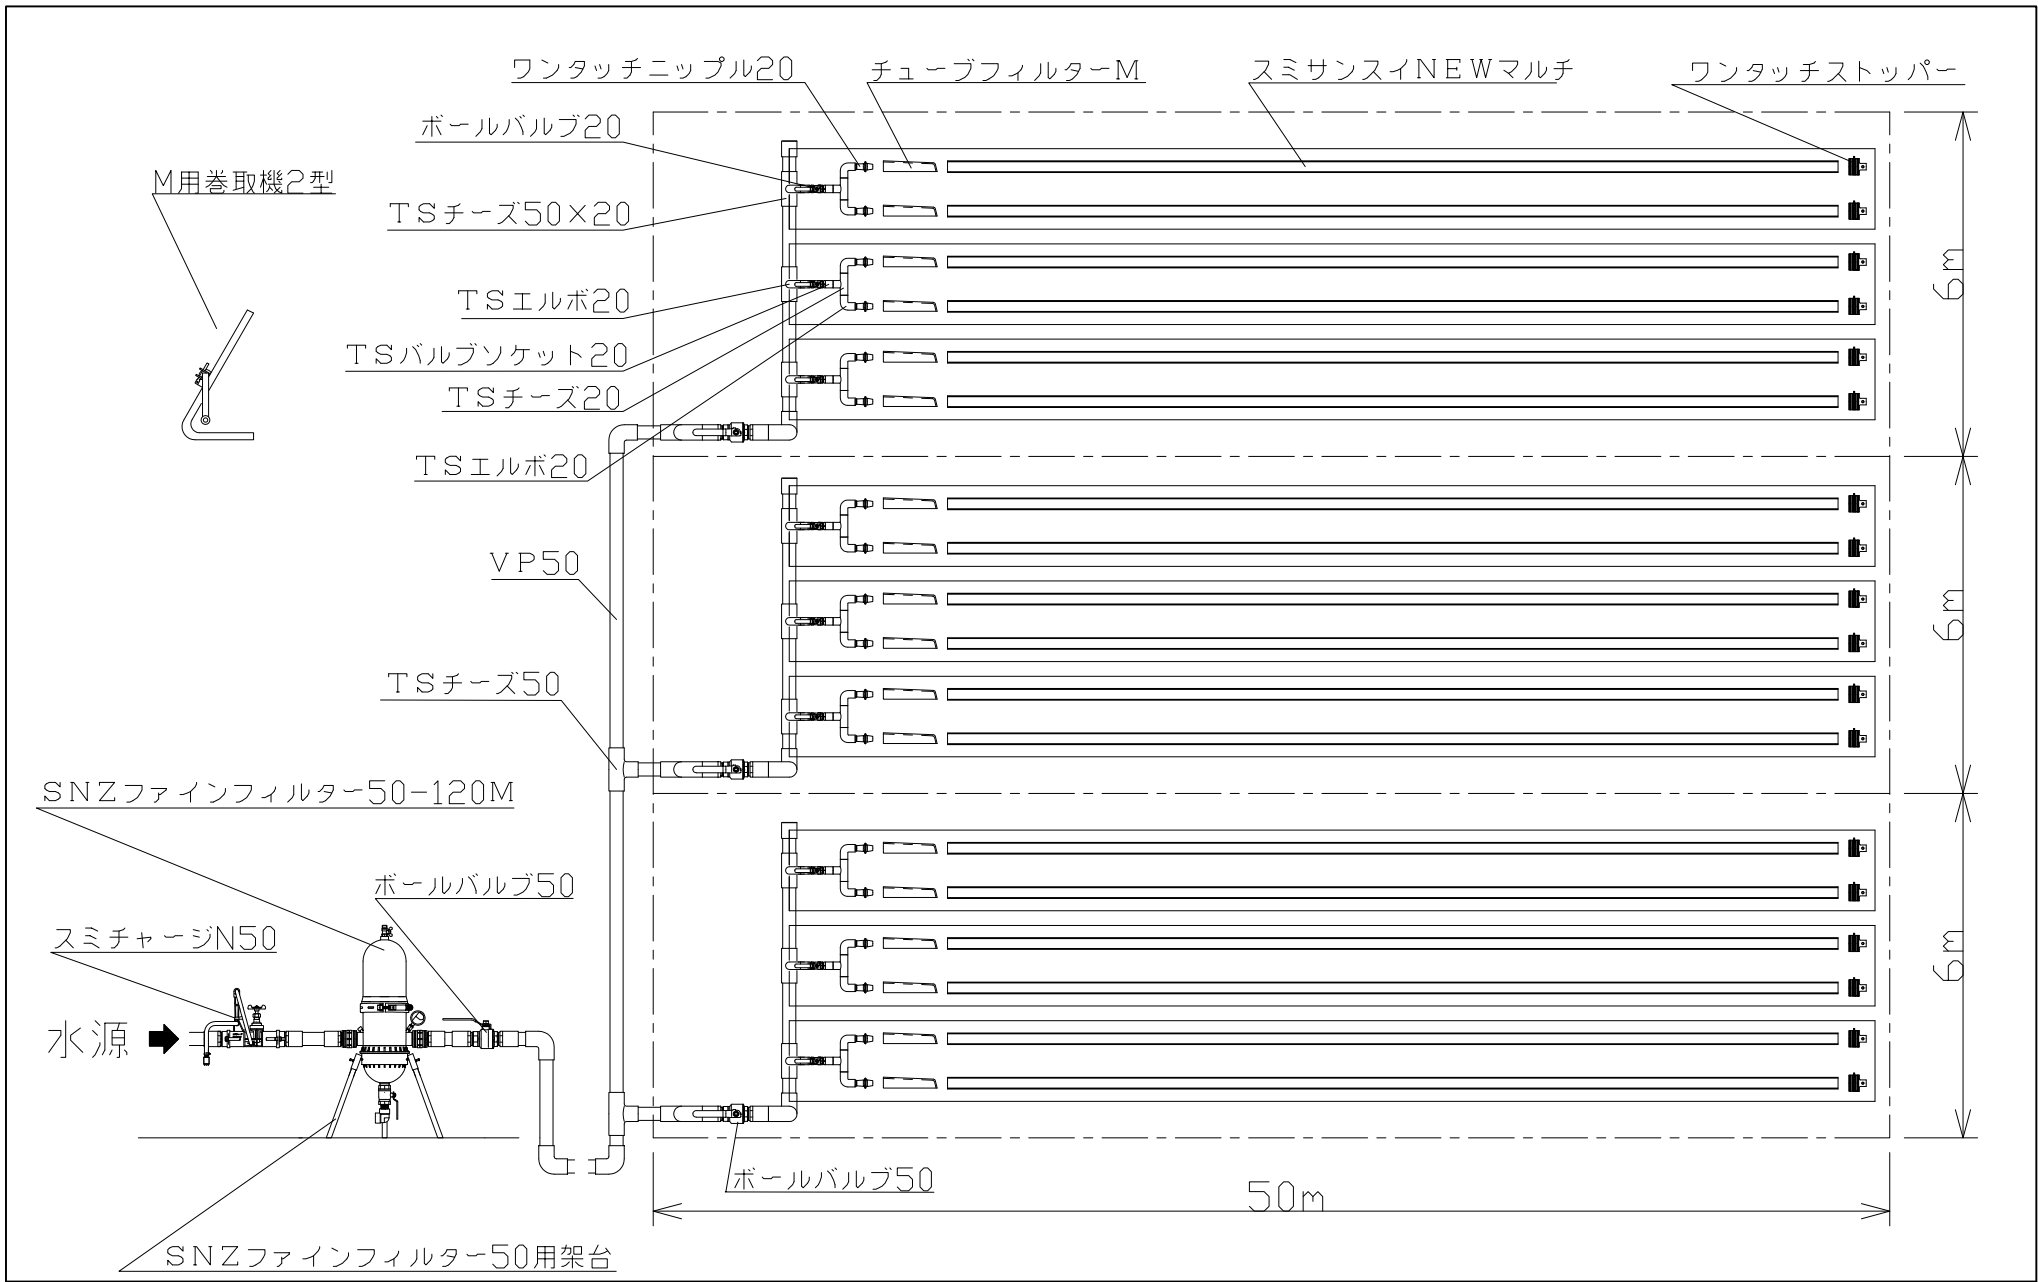 ワンタッチニップル20
チューブフィルターM
スミサンスイNEWマルチ
ワンタッチストッパー
ボールバルブ20
M用巻取機2型
TSチーズ50×20
6m
TSエルボ20
TSバルブソケット20
TSチーズ20
TSエルボ20
VP50
6m
TSチーズ50
SNZファインフィルター50-120M
ボールバルブ50
スミチャージN50
6m
水源
ボールバルブ50
50m
SNZファインフィルター50用架台